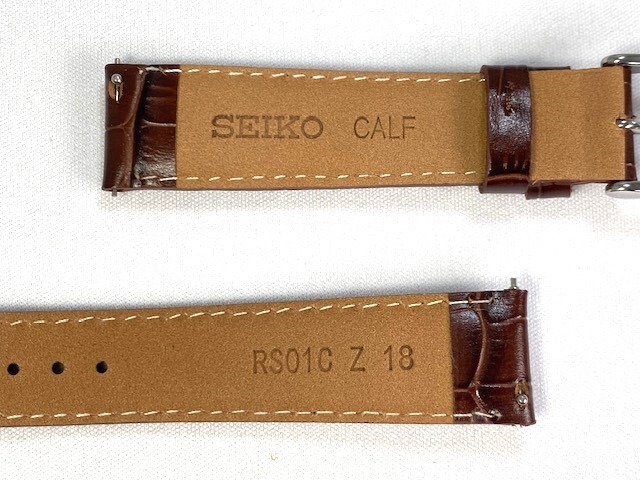 SEIKO CALF
RS01C Z 18